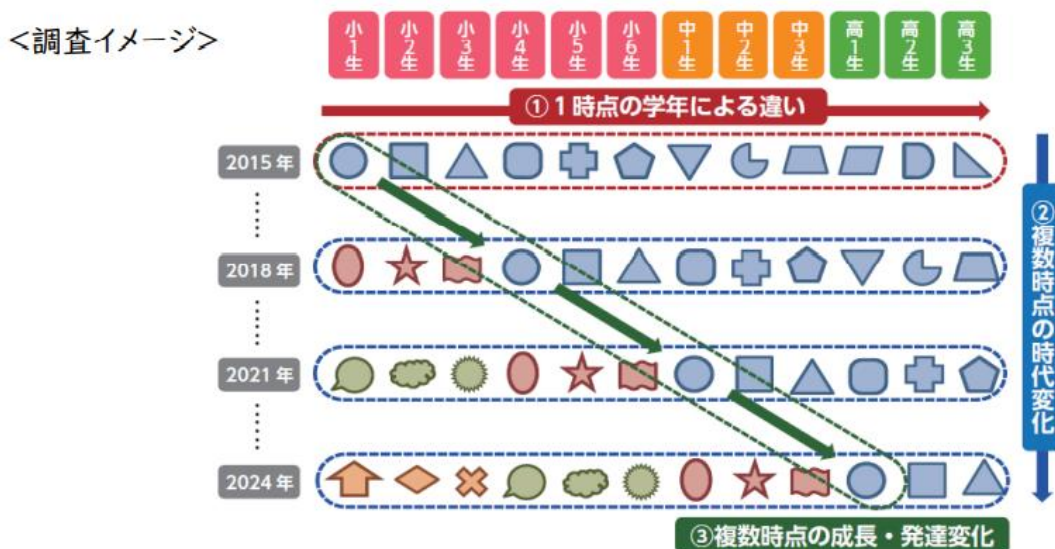 <調査イメージ>
小1生
小2生
小3生
小4生
小5生
小6生
中1生
中2生
中3生
高1生
高2生
高3生
①1時点の学年による違い
2015年
2018年
2021年
2024年
②複数時点の時代変化
③複数時点の成長・発達変化